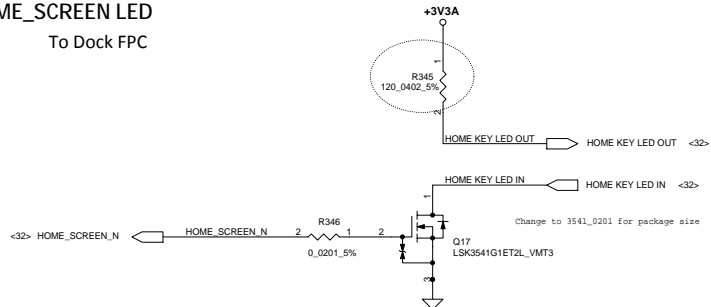 ME_SCREEN LED
To Dock FPC
+3V3A
1
R345
120_0402_5%
2
HOME KEY LED OUT
HOME KEY LED OUT <32>
HOME KEY LED IN
HOME KEY LED IN <32>
1
Change to 3541_0201 for package size
<32> HOME_SCREEN_N
HOME_SCREEN_N
R346
2 1 2
0_0201_5%
Q17
LSK3541G1ET2L_VMT3
3